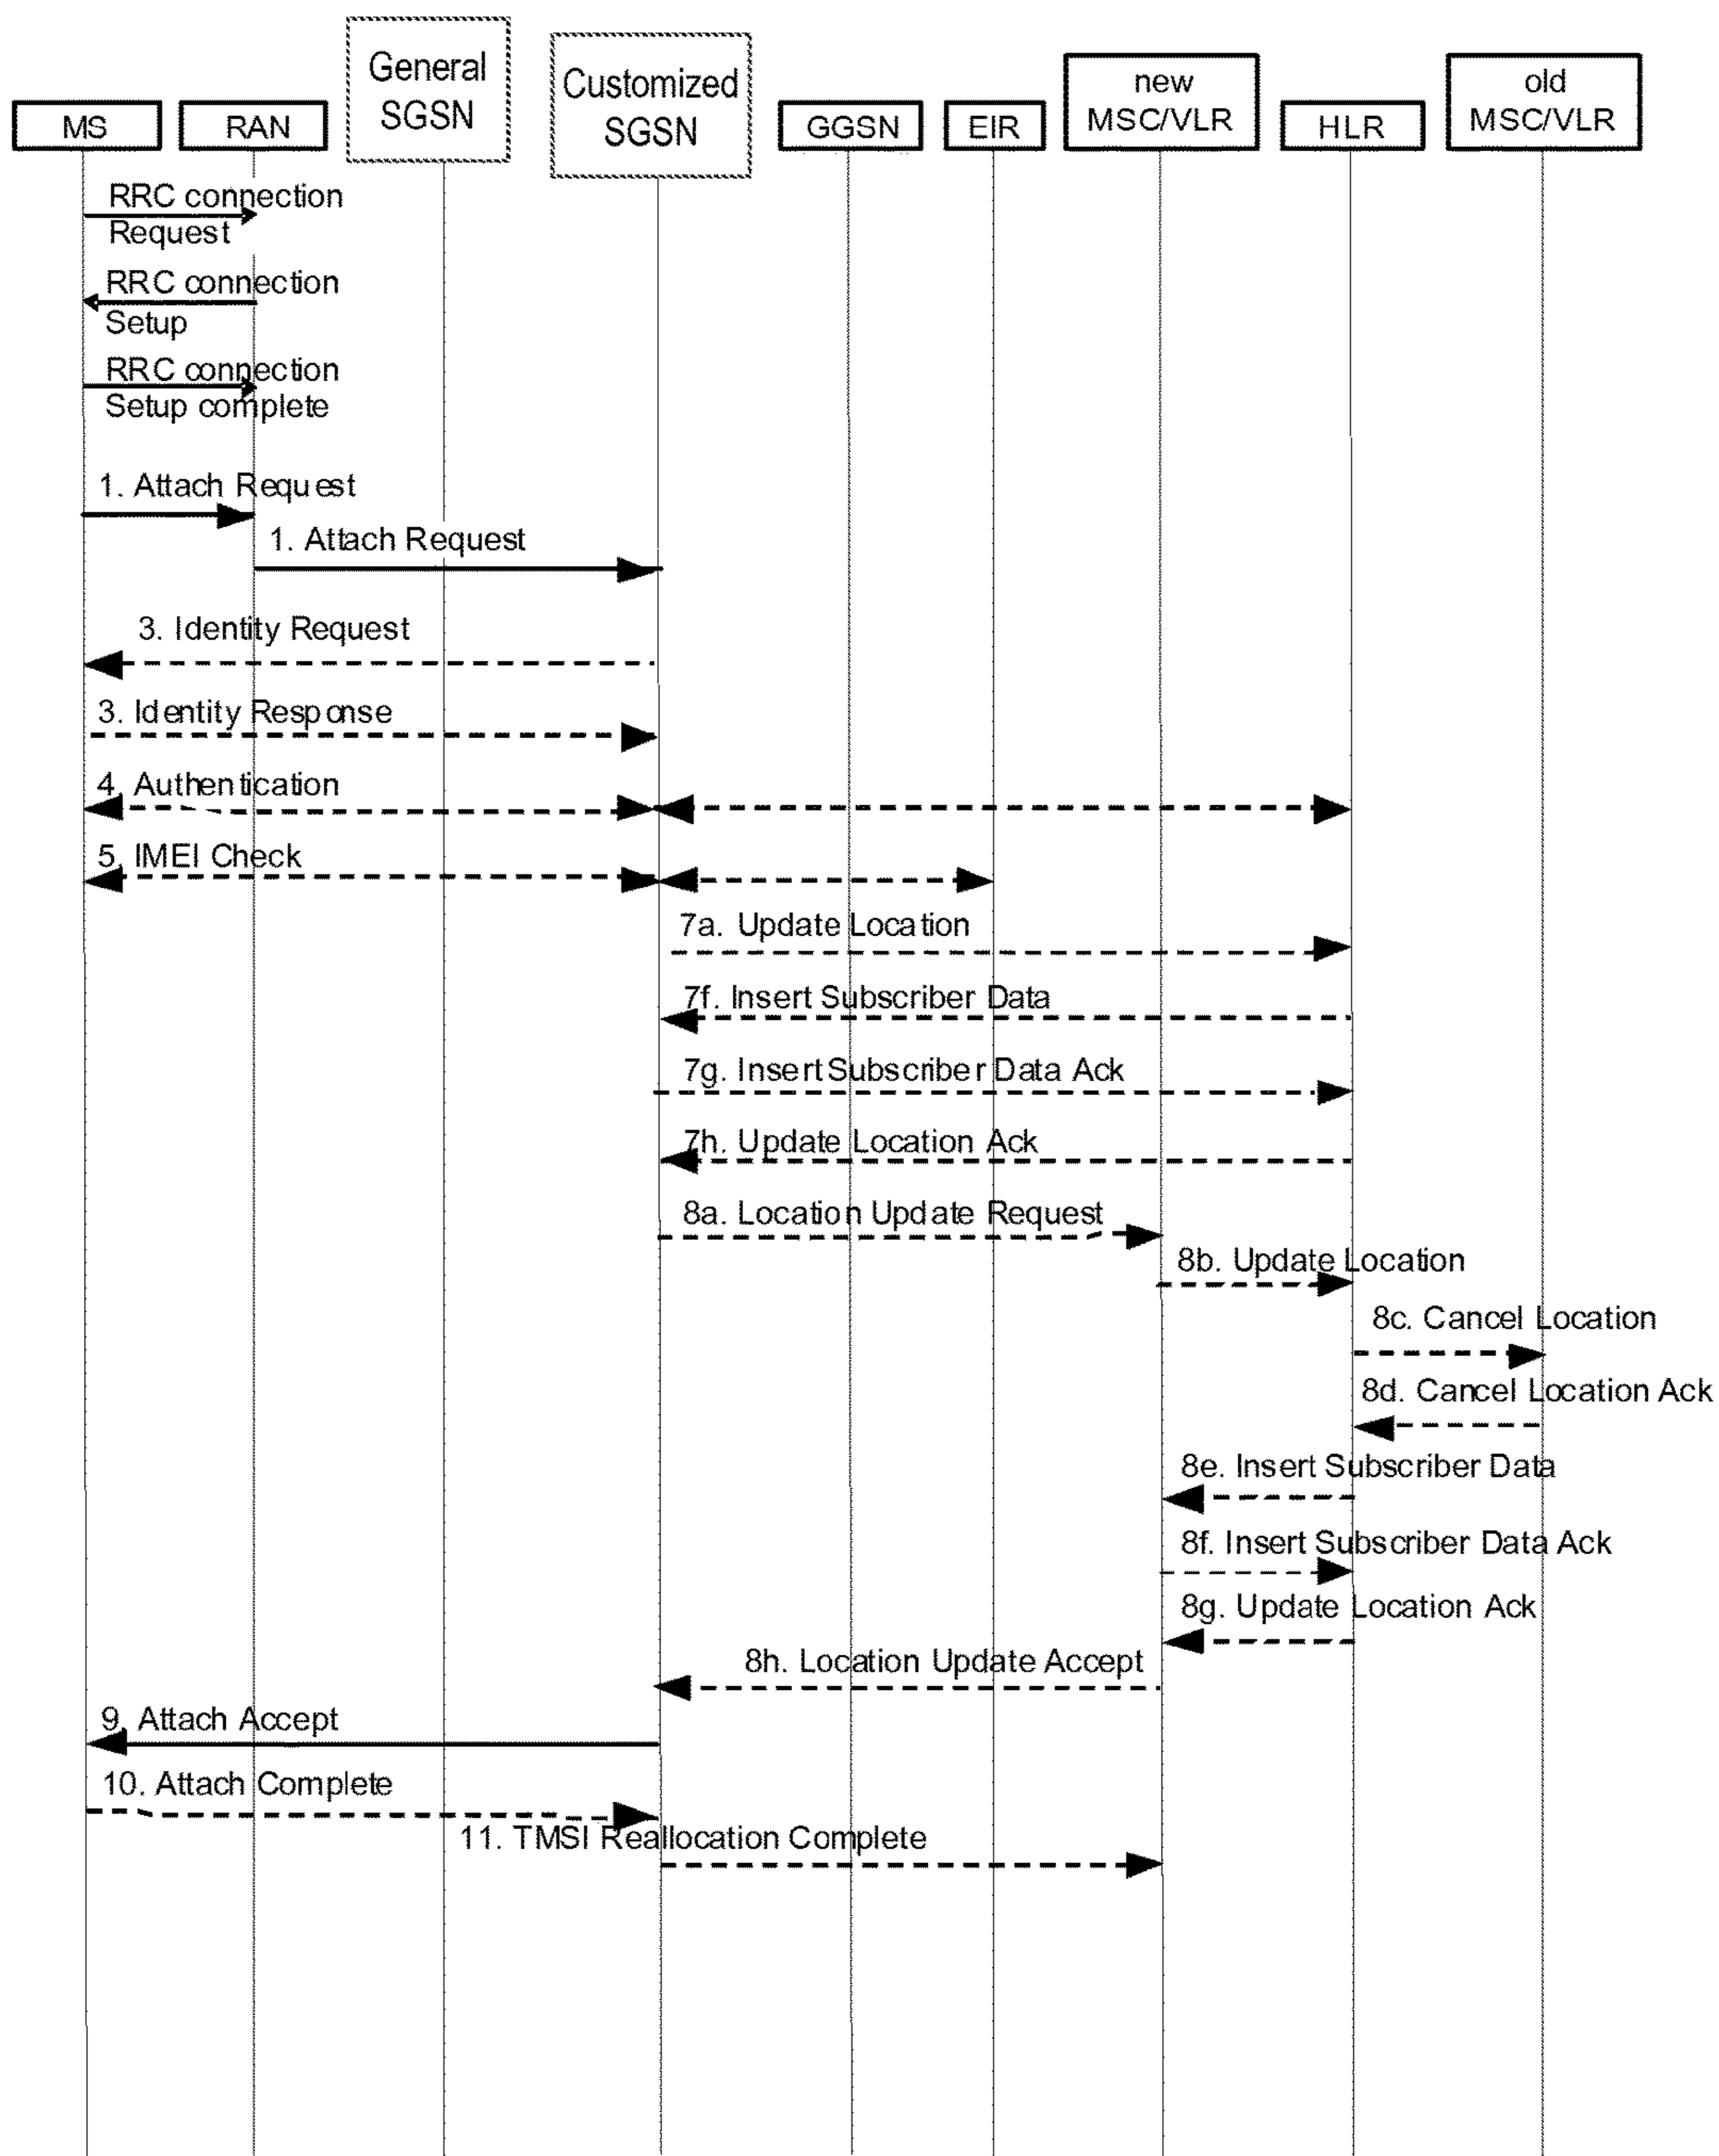 General
SGSN
Customized
SGSN
new
MSC/VLR
old
MSC/VLR
MS
RAN
GGSN
EIR
HLR
RRC connection
Request
RRC connection
Setup
RRC connection
Setup complete
1. Attach Request
1. Attach Request
3. Identity Request
3. Identity Response
4. Authentication
5. IMEI Check
7a. Update Location
7f. Insert Subscriber Data
7g. Insert Subscriber Data Ack
7h. Update Location Ack
8a. Location Update Request
8b. Update Location
8c. Cancel Location
8d. Cancel Location Ack
8e. Insert Subscriber Data
8f. Insert Subscriber Data Ack
8g. Update Location Ack
8h. Location Update Accept
9. Attach Accept
10. Attach Complete
11. TMSI Reallocation Complete